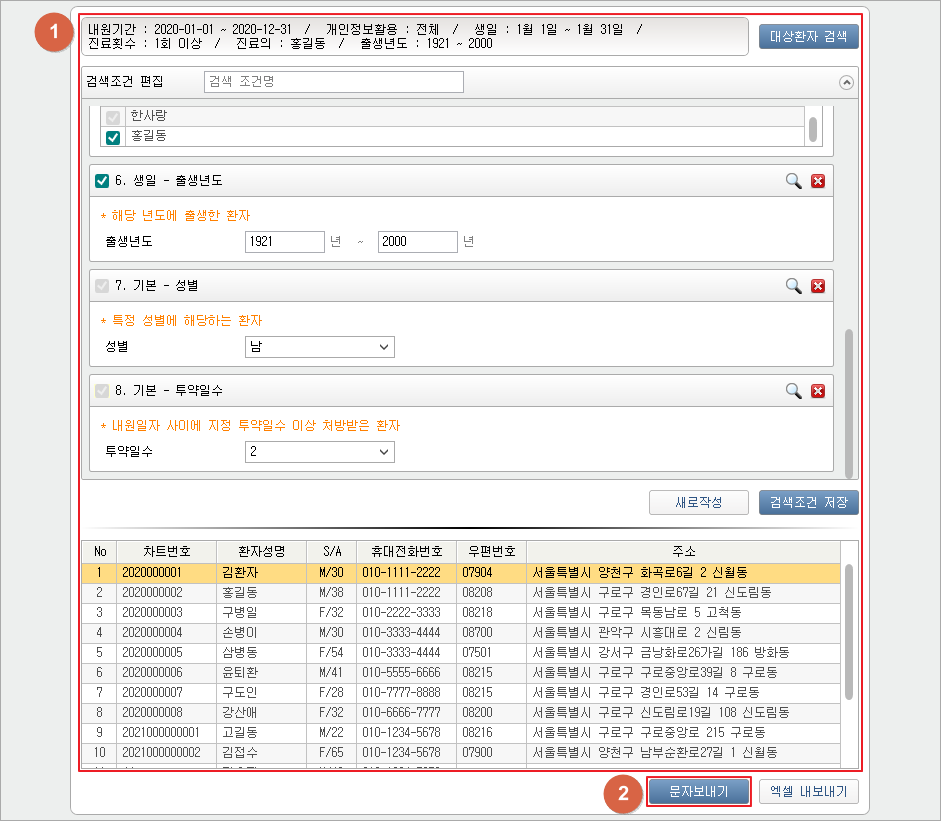 1
내원기간 : 2020-01-01 ~ 2020-12-31 / 개인정보활용 : 전체 / 생일 : 1월 1일 ~ 1월 31일 /
진료횟수 : 1회 이상 / 진료의 : 홍길동 / 출생년도 : 1921 ~ 2000
대상환자 검색
검색조건 편집 검색 조건명
한사랑
홍길동
6. 생일 - 출생년도
* 해당 년도에 출생한 환자
출생년도 1921 년 ~ 2000 년
7. 기본 - 성별
* 특정 성별에 해당하는 환자
성별 남
8. 기본 - 투약일수
* 내원일자 사이에 지정 투약일수 이상 처방받은 환자
투약일수 2
새로작성 검색조건 저장
No 차트번호 환자성명 S/A 휴대전화번호 우편번호 주소
1 2020000001 김환자 M/30 010-1111-2222 07904 서울특별시 양천구 화곡로6길 2 신월동
2 2020000002 홍길동 M/38 010-1111-2222 08208 서울특별시 구로구 경인로67길 21 신도림동
3 2020000003 구병일 F/32 010-2222-3333 08218 서울특별시 구로구 목동남로 5 고척동
4 2020000004 손병이 M/30 010-3333-4444 08700 서울특별시 관악구 시흥대로 2 신림동
5 2020000005 삼병동 F/54 010-3333-4444 07501 서울특별시 강서구 금낭화로26가길 186 방화동
6 2020000006 윤퇴환 M/41 010-5555-6666 08215 서울특별시 구로구 구로중앙로39길 8 구로동
7 2020000007 구도인 F/28 010-7777-8888 08215 서울특별시 구로구 경인로53길 14 구로동
8 2020000008 강산애 F/32 010-6666-7777 08200 서울특별시 구로구 신도림로19길 108 신도림동
9 2021000000001 고길동 M/22 010-1234-5678 08216 서울특별시 구로구 구로중앙로 215 구로동
10 2021000000002 김접수 F/65 010-1234-5678 07900 서울특별시 양천구 남부순환로27길 1 신월동
2
문자보내기 엑셀 내보내기